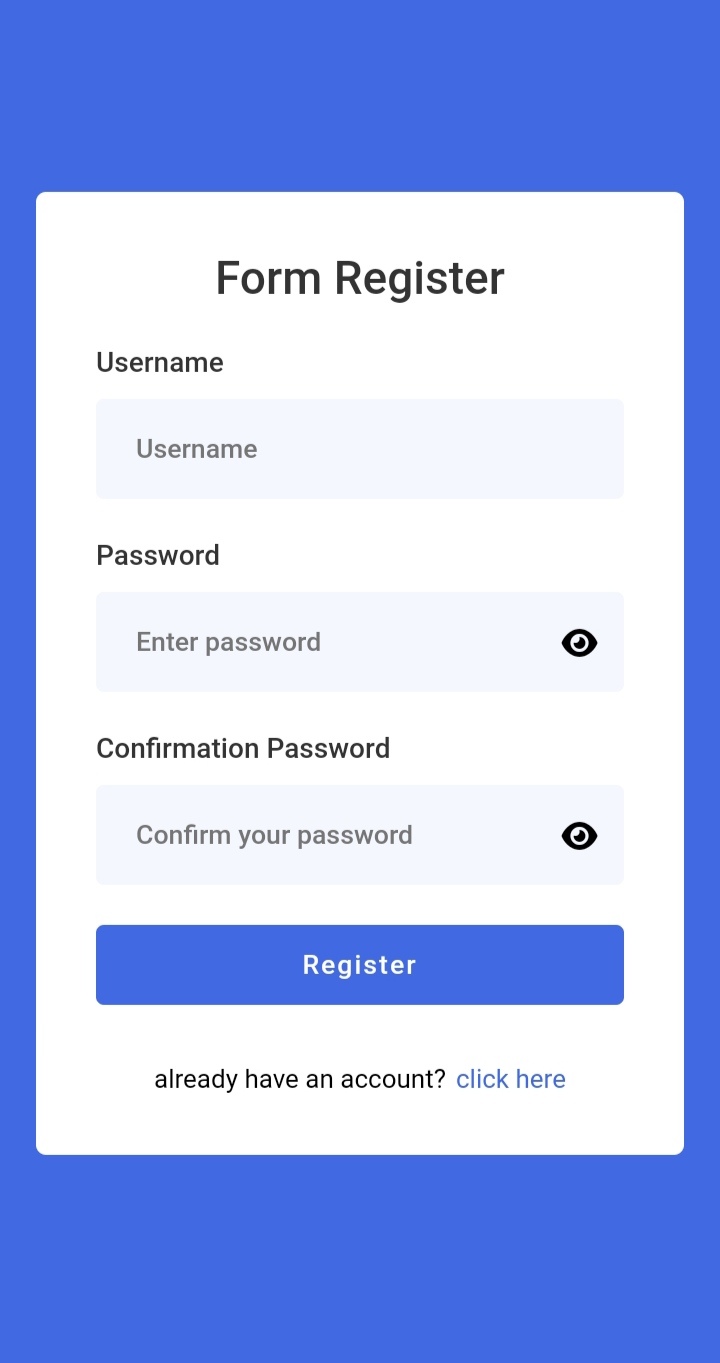 Form Register
Username
Username
Password
Enter password
Confirmation Password
Confirm your password
Register
already have an account? click here